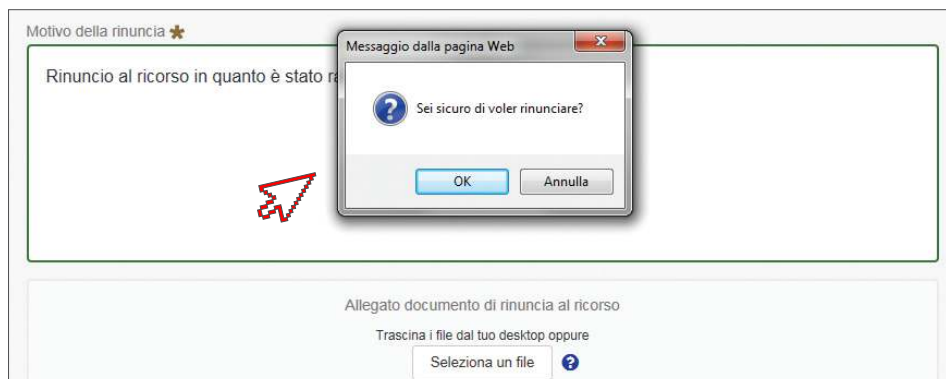 Motivo della rinuncia
Messaggio dalla pagina Web
Rinuncio al ricorso in quanto è stato
Sei sicuro di voler rinunciare?
OK
Annulla
Allegato documento di rinuncia al ricorso
Trascina i file dal tuo desktop oppure
Seleziona un file